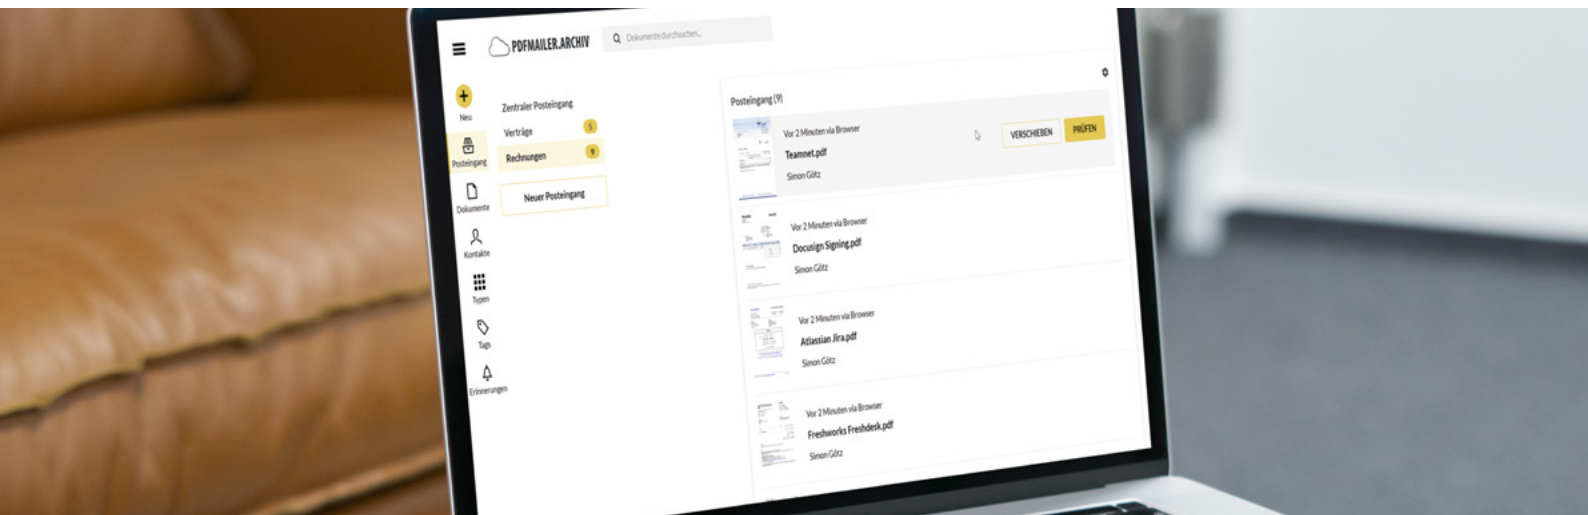 PDFMAILER.ARCHIV
Dokumente durchsuchen...
Neu
Posteingang
Dokumente
Kontakte
Typen
Tags
Erinnerungen
Zentraler Posteingang
Verträge 5
Rechnungen 9
Neuer Posteingang
Posteingang (9)
Vor 2 Minuten via Browser
Teamnet.pdf
Simon Götz
VERSCHIEBEN
PRÜFEN
Vor 2 Minuten via Browser
Docusign Signing.pdf
Simon Götz
Vor 2 Minuten via Browser
Atlassian Jira.pdf
Simon Götz
Vor 2 Minuten via Browser
Freshworks Freshdesk.pdf
Simon Götz